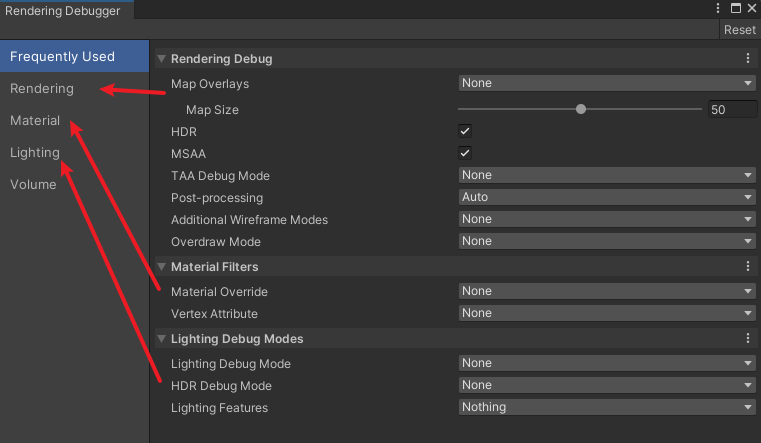 Rendering Debugger
Reset
Frequently Used
Rendering
Material
Lighting
Volume
Rendering Debug
Map Overlays None
Map Size 50
HDR
MSAA
TAA Debug Mode None
Post-processing Auto
Additional Wireframe Modes None
Overdraw Mode None
Material Filters
Material Override None
Vertex Attribute None
Lighting Debug Modes
Lighting Debug Mode None
HDR Debug Mode None
Lighting Features Nothing